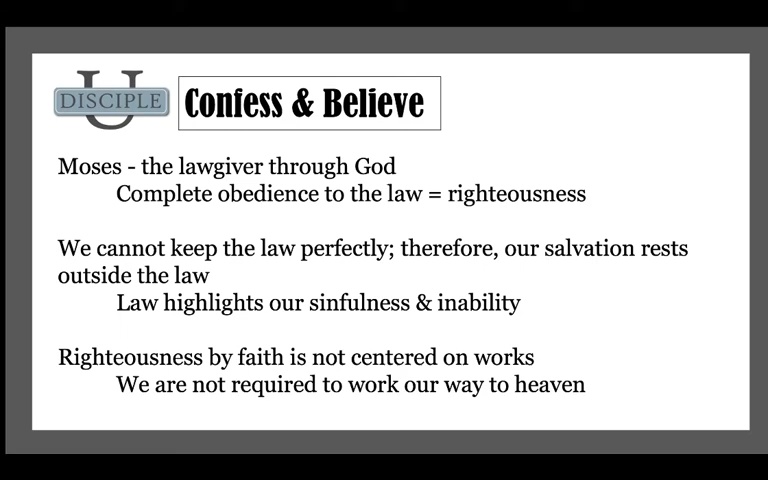 U
DISCIPLE
Confess & Believe
Moses - the lawgiver through God
Complete obedience to the law = righteousness
We cannot keep the law perfectly; therefore, our salvation rests
outside the law
Law highlights our sinfulness & inability
Righteousness by faith is not centered on works
We are not required to work our way to heaven